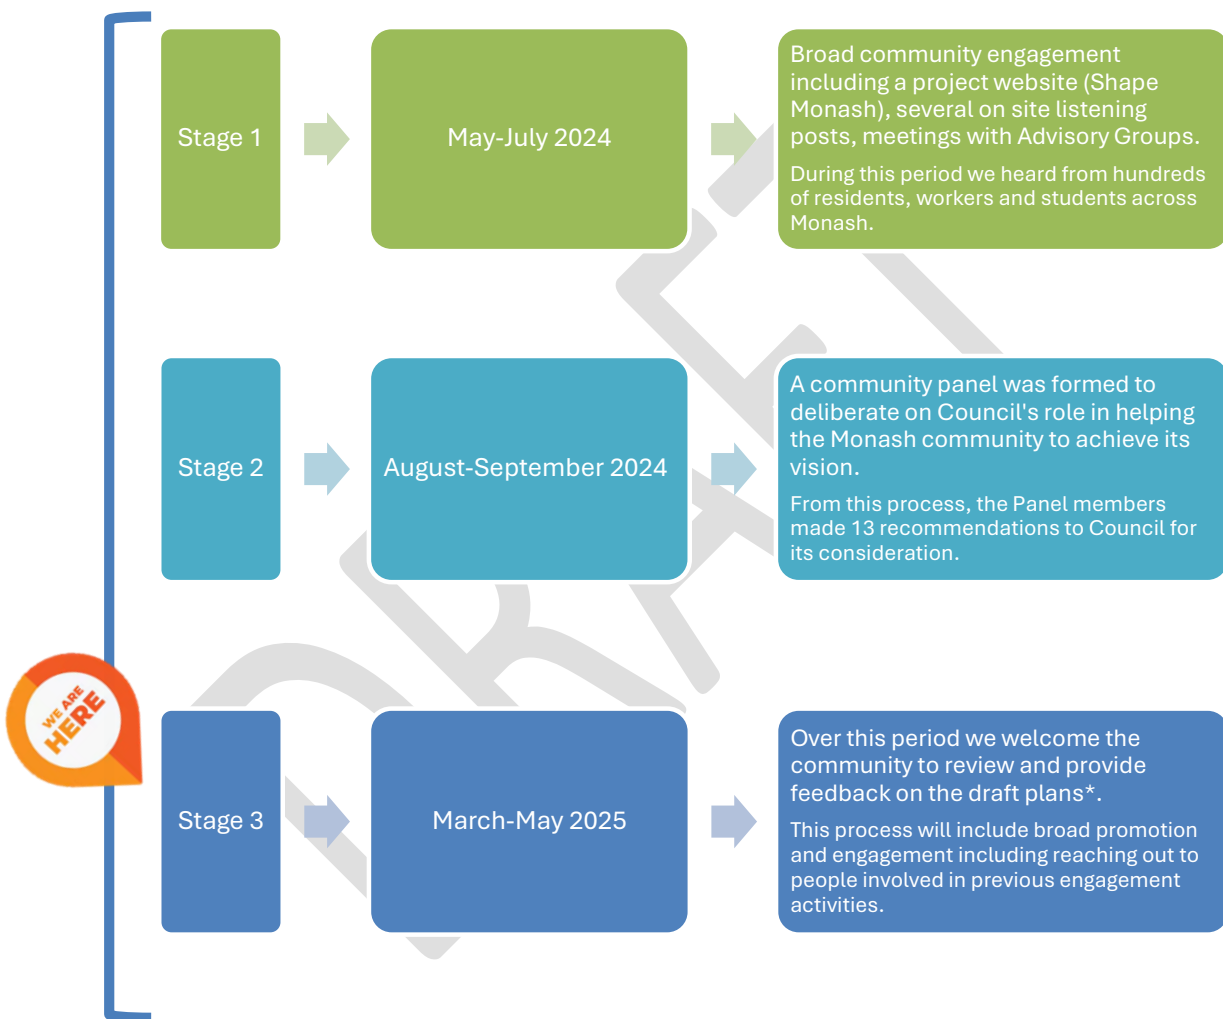 Stage 1
May-July 2024
Broad community engagement
including a project website (Shape
Monash), several on site listening
posts, meetings with Advisory Groups.
During this period we heard from hundreds
of residents, workers and students across
Monash.
Stage 2
August-September 2024
A community panel was formed to
deliberate on Council's role in helping
the Monash community to achieve its
vision.
From this process, the Panel members
made 13 recommendations to Council for
its consideration.
WE ARE
HERE
Stage 3
March-May 2025
Over this period we welcome the
community to review and provide
feedback on the draft plans*.
This process will include broad promotion
and engagement including reaching out to
people involved in previous engagement
activities.
DRAFT